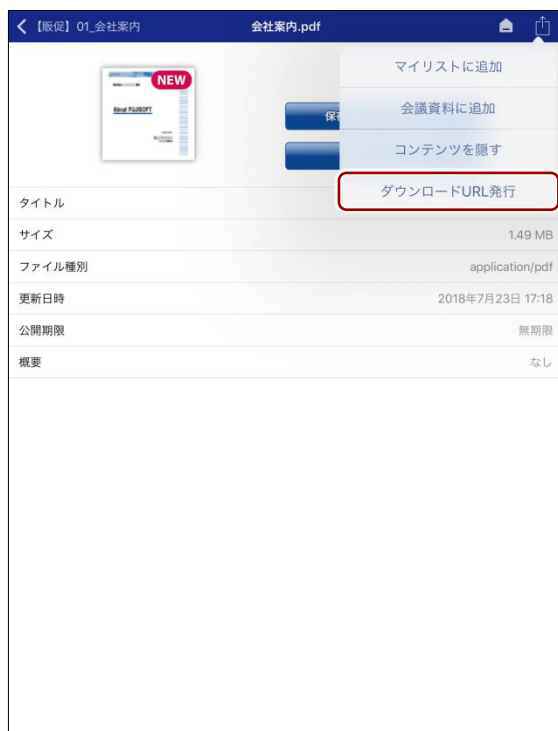 【販促】01_会社案内
会社案内.pdf
マイリストに追加
会議資料に追加
コンテンツを隠す
ダウンロードURL発行
NEW
About FUJISOFT
タイトル
サイズ
1.49 MB
ファイル種別
application/pdf
更新日時
2018年7月23日 17:18
公開期限
無期限
概要
なし